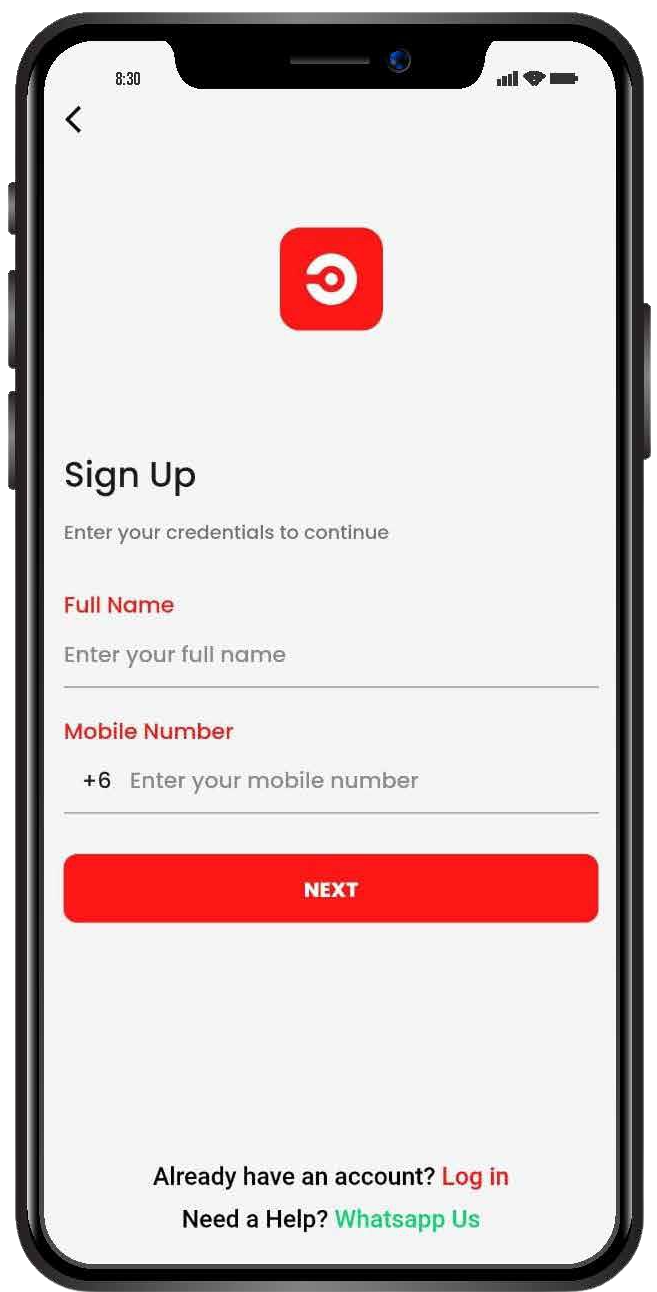 8:30
Sign Up
Enter your credentials to continue
Full Name
Enter your full name
Mobile Number
+6 Enter your mobile number
NEXT
Already have an account? Log in
Need a Help? Whatsapp Us